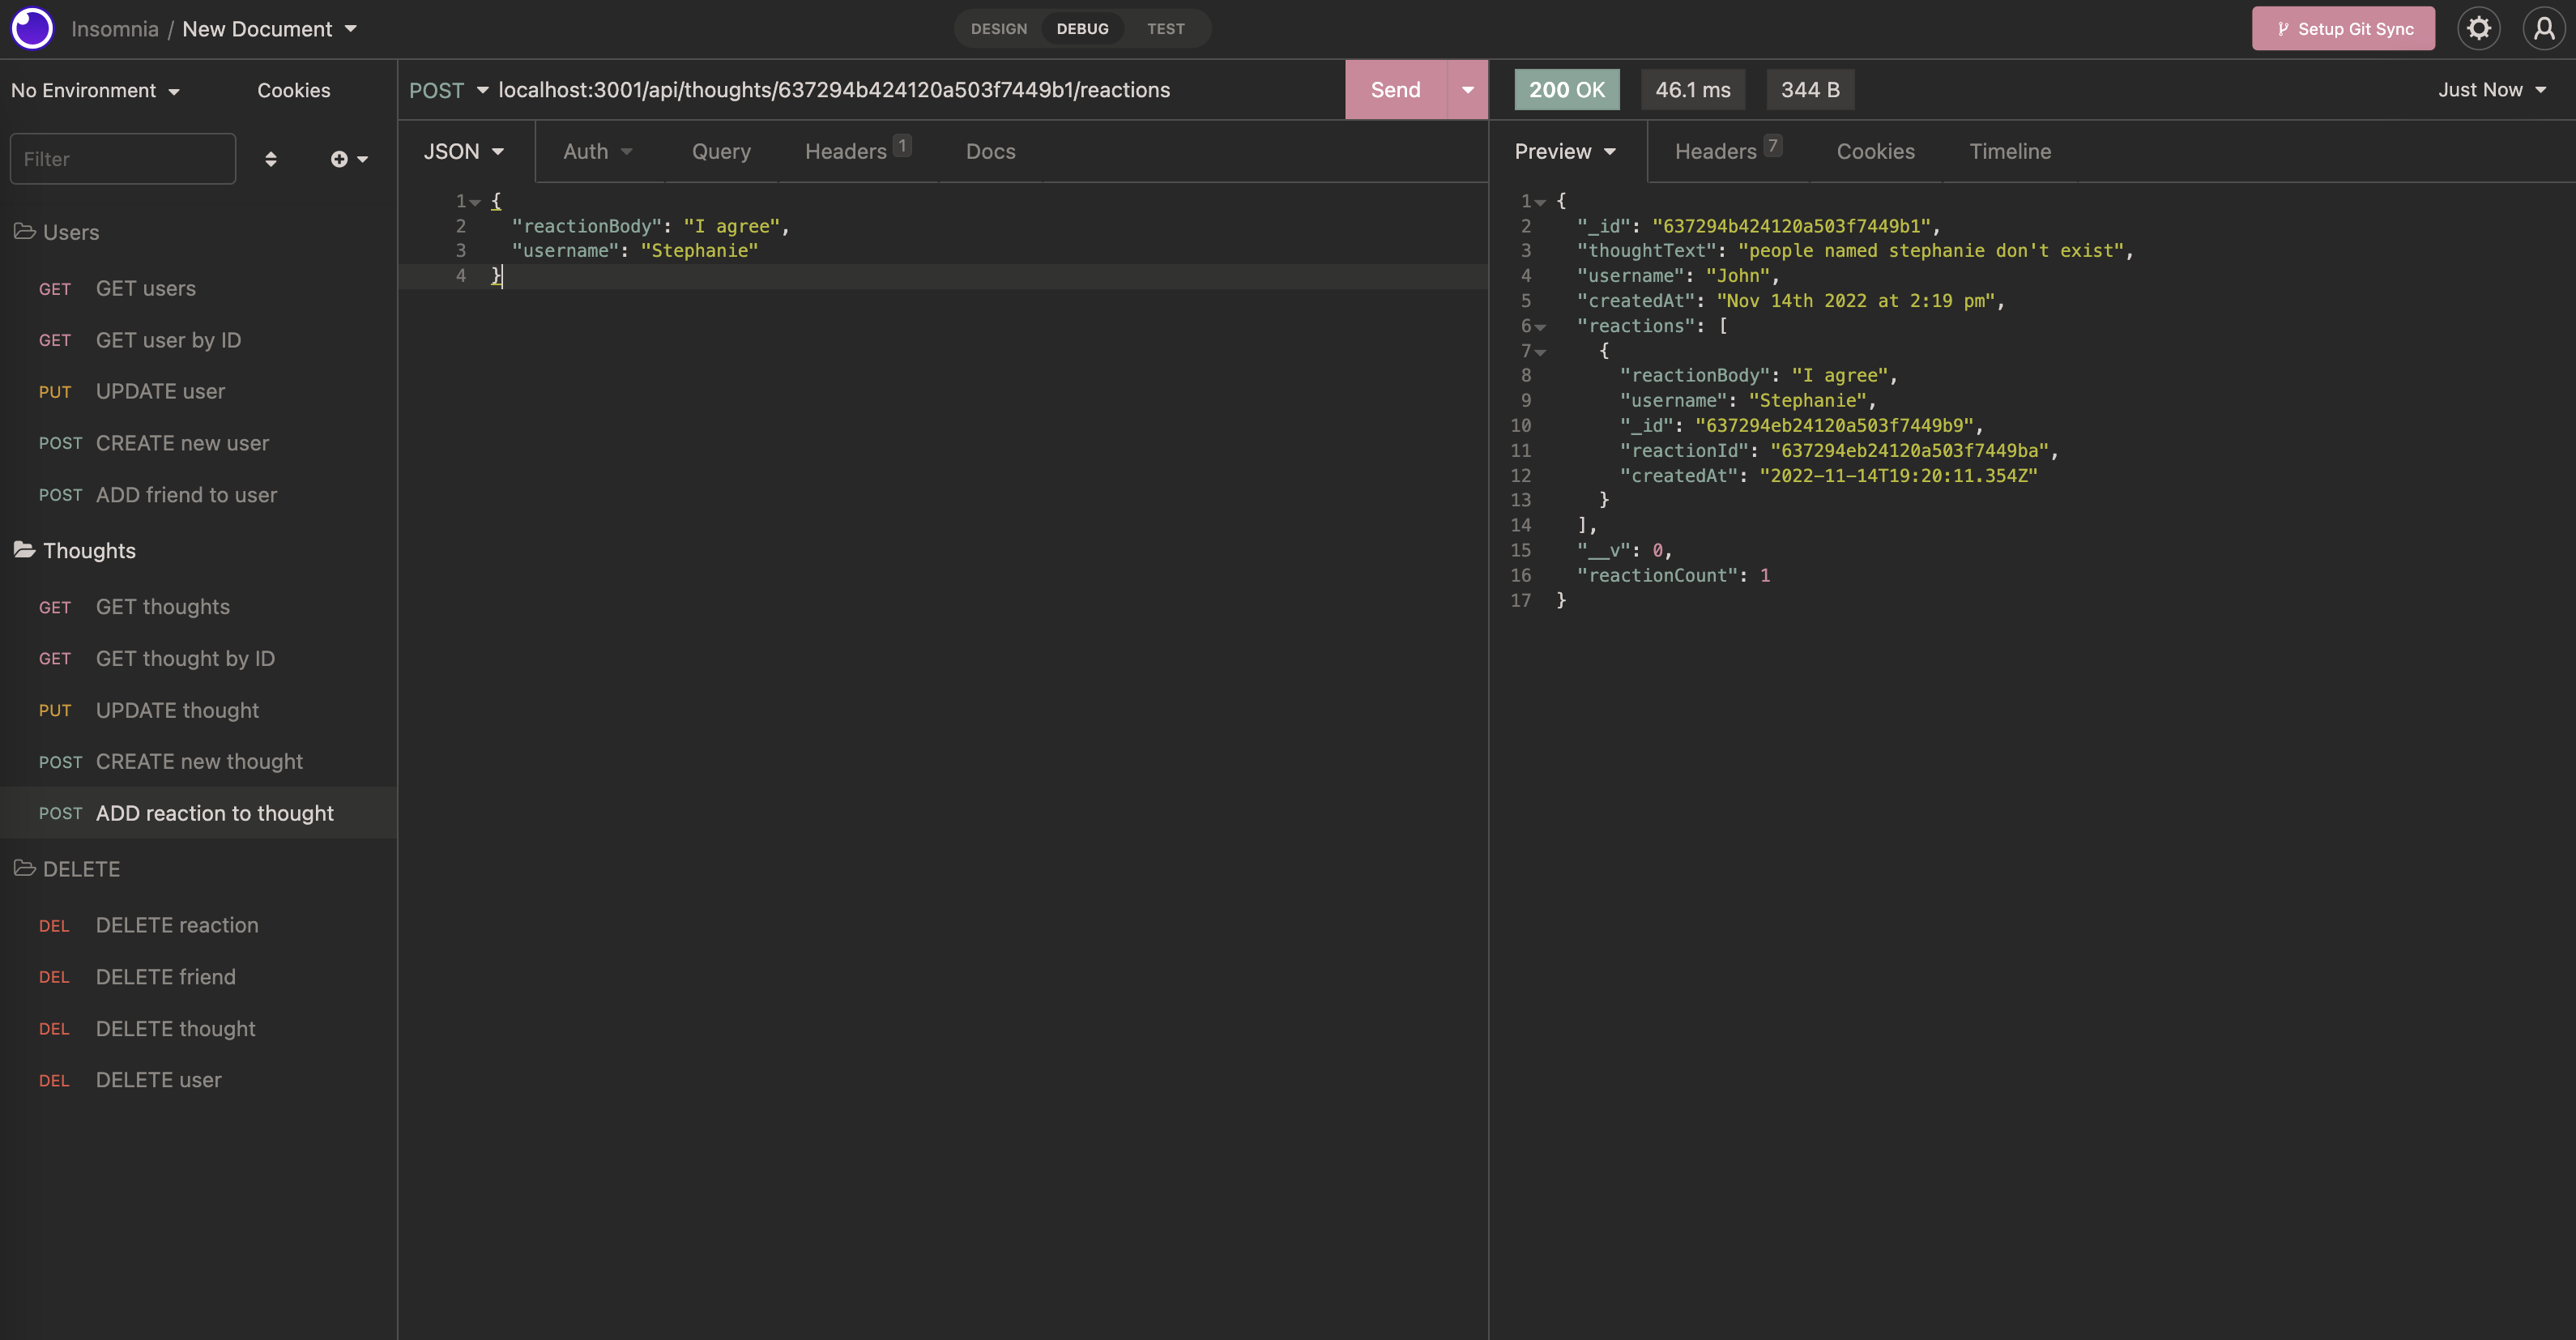 Insomnia / New Document
DESIGN DEBUG TEST
Setup Git Sync
No Environment Cookies
POST localhost:3001/api/thoughts/637294b424120a503f7449b1/reactions Send
200 OK 46.1 ms 344 B Just Now
Filter
Users
GET GET users
GET GET user by ID
PUT UPDATE user
POST CREATE new user
POST ADD friend to user
Thoughts
GET GET thoughts
GET GET thought by ID
PUT UPDATE thought
POST CREATE new thought
POST ADD reaction to thought
DELETE
DEL DELETE reaction
DEL DELETE friend
DEL DELETE thought
DEL DELETE user
JSON Auth Query Headers 1 Docs
1 {
2 "reactionBody": "I agree",
3 "username": "Stephanie"
4 }
Preview Headers 7 Cookies Timeline
1 {
2 "_id": "637294b424120a503f7449b1",
3 "thoughtText": "people named stephanie don't exist",
4 "username": "John",
5 "createdAt": "Nov 14th 2022 at 2:19 pm",
6 "reactions": [
7 {
8 "reactionBody": "I agree",
9 "username": "Stephanie",
10 "_id": "637294eb24120a503f7449b9",
11 "reactionId": "637294eb24120a503f7449ba",
12 "createdAt": "2022-11-14T19:20:11.354Z"
13 }
14 ],
15 "__v": 0,
16 "reactionCount": 1
17 }